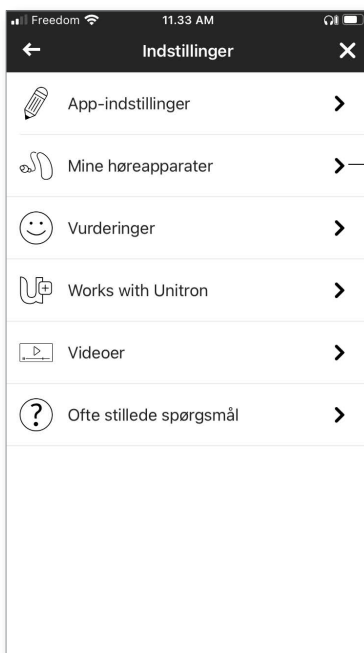 Freedom 11.33 AM
Indstillinger
App-indstillinger
Mine høreapparater
Vurderinger
Works with Unitron
Videoer
Ofte stillede spørgsmål